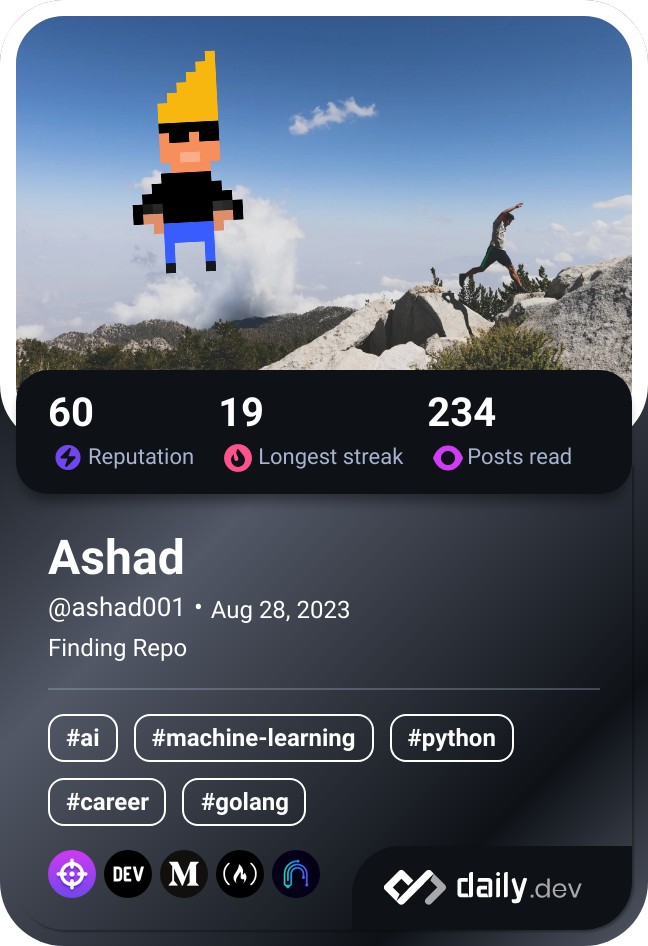 60 19 234
Reputation Longest streak Posts read
Ashad
@ashad001 • Aug 28, 2023
Finding Repo
#ai #machine-learning #python
#career #golang
DEV M daily.dev